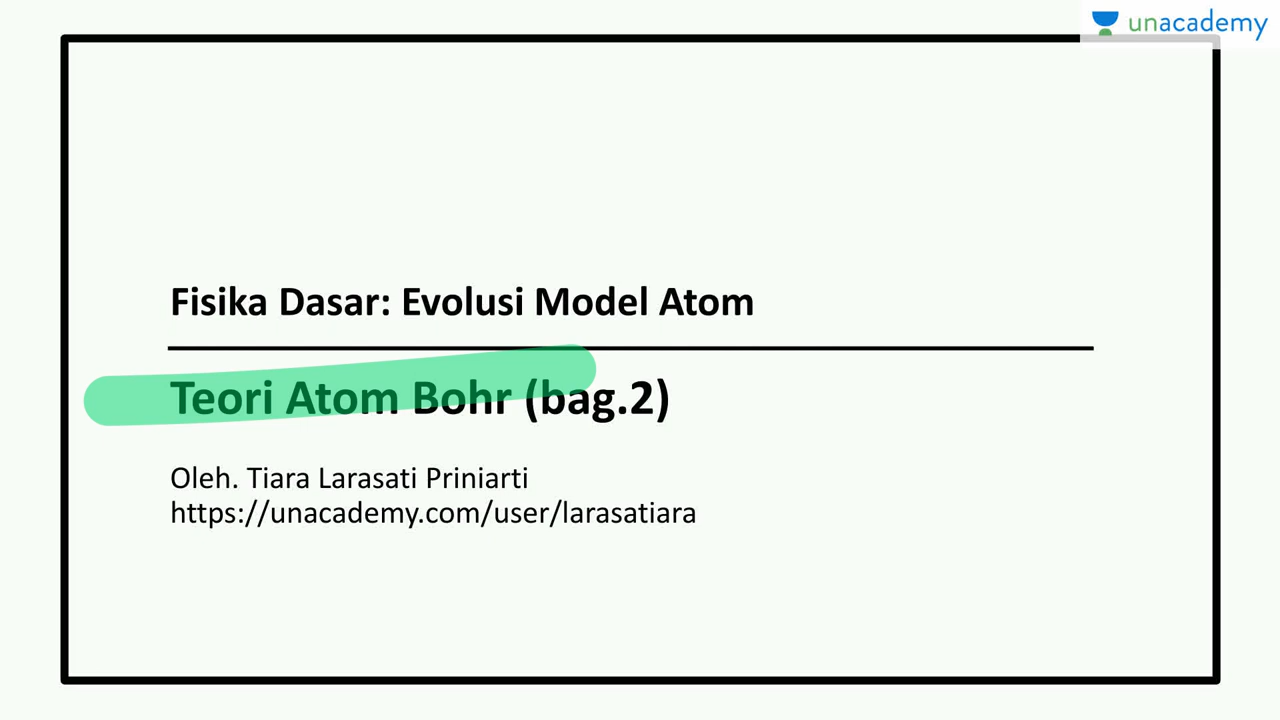 unacademy
Fisika Dasar: Evolusi Model Atom
Teori Atom Bohr (bag.2)
Oleh. Tiara Larasati Priniarti
https://unacademy.com/user/larasatiara